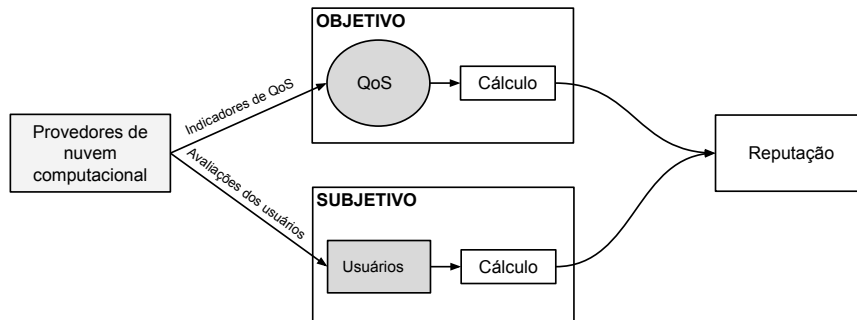 OBJETIVO
QoS
Cálculo
Indicadores de QoS
Provedores de
nuvem
computacional
Avaliações dos usuários
Reputação
SUBJETIVO
Usuários
Cálculo